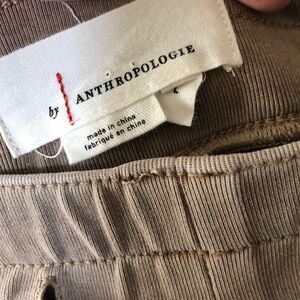 by ANTHROPOLOGIE
made in china
fabriqué en chine